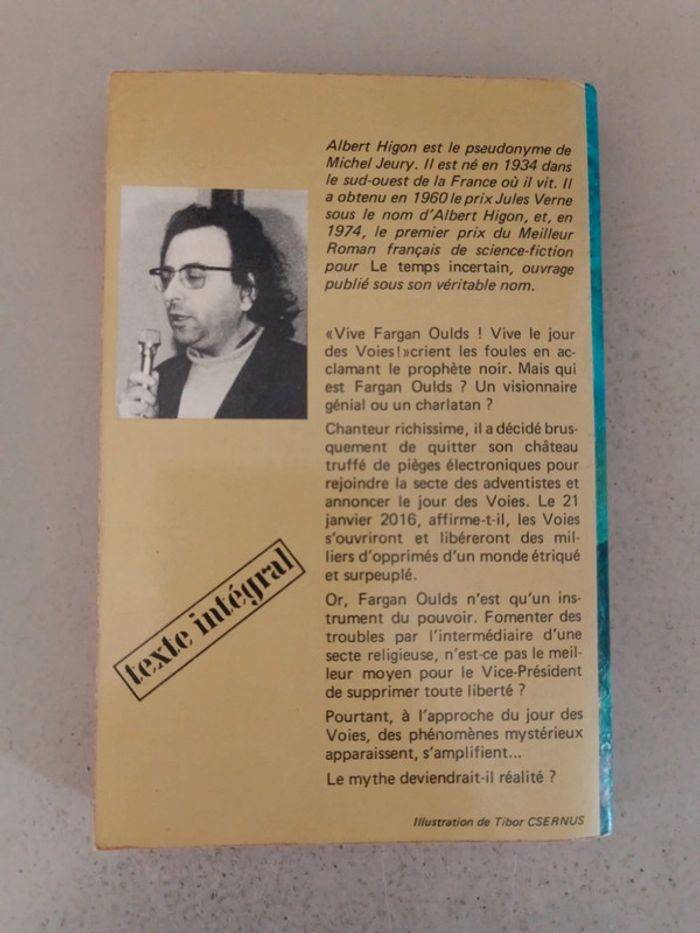 Albert Higon est le pseudonyme de
Michel Jeury. Il est né en 1934 dans
le sud-ouest de la France où il vit. Il
a obtenu en 1960 le prix Jules Verne
sous le nom d'Albert Higon, et, en
1974, le premier prix du Meilleur
Roman français de science-fiction
pour Le temps incertain, ouvrage
publié sous son véritable nom.
«Vive Fargan Oulds ! Vive le jour
des Voies!»crient les foules en ac-
clamant le prophète noir. Mais qui
est Fargan Oulds ? Un visionnaire
génial ou un charlatan ?
Chanteur richissime, il a décidé brus-
quement de quitter son château
truffé de pièges électroniques pour
rejoindre la secte des adventistes et
annoncer le jour des Voies. Le 21
janvier 2016, affirme-t-il, les Voies
s'ouvriront et libéreront des mil-
liers d'opprimés d'un monde étriqué
et surpeuplé.
Or, Fargan Oulds n'est qu'un ins-
trument du pouvoir. Fomenter des
troubles par l'intermédiaire d'une
secte religieuse, n'est-ce pas le meil-
leur moyen pour le Vice-Président
de supprimer toute liberté ?
Pourtant, à l'approche du jour des
Voies, des phénomènes mystérieux
apparaissent, s'amplifient...
Le mythe deviendrait-il réalité ?
texte intégral
Illustration de Tibor CSERNUS